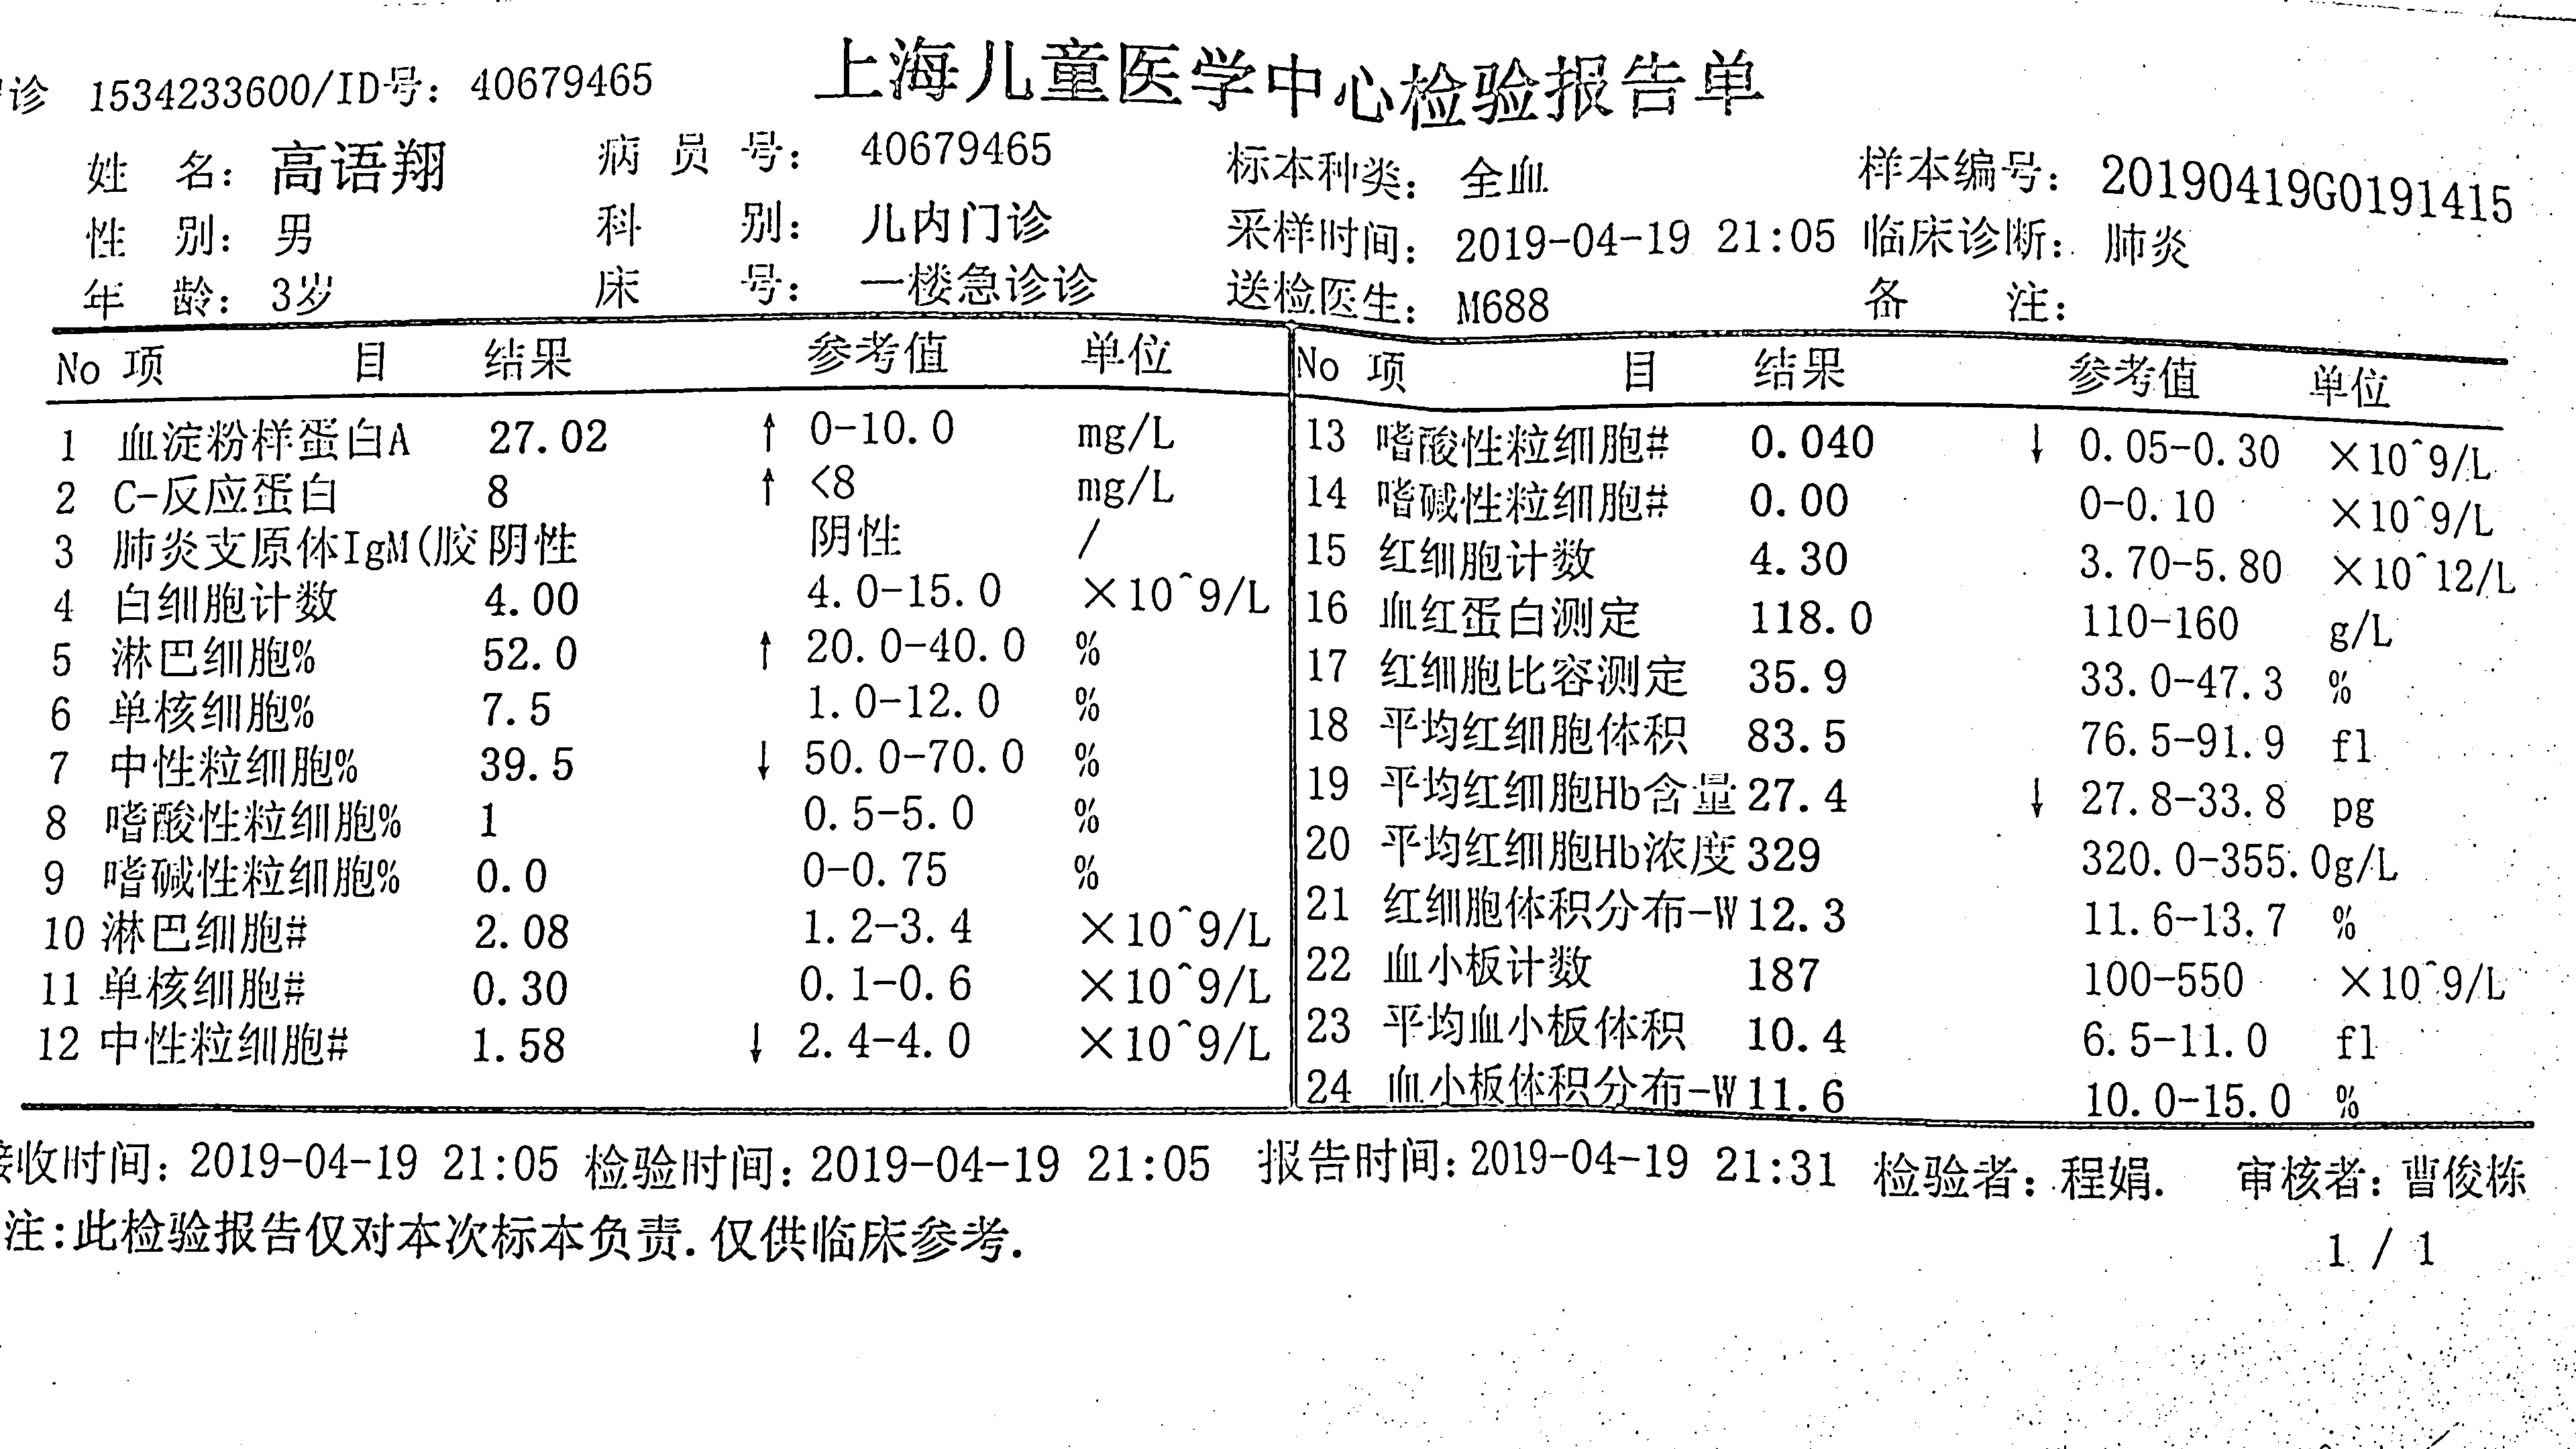 诊 1534233600/ID号: 40679465
上海儿童医学中心检验报告单
姓 名: 高语翔 病 员 号: 40679465 标本种类: 全血 样本编号: 20190419G0191415
性 别: 男 科 别: 儿内门诊 采样时间: 2019-04-19 21:05 临床诊断: 肺炎
年 龄: 3岁 床 号: 一楼急诊诊 送检医生: M688 备 注:
No 项 目 结果 参考值 单位 No 项 目 结果 参考值 单位
1 血淀粉样蛋白A 27.02 ↑ 0-10.0 mg/L 13 嗜酸性粒细胞# 0.040 ↓ 0.05-0.30 ×10^9/L
2 C-反应蛋白 8 ↑ <8 mg/L 14 嗜碱性粒细胞# 0.00 0-0.10 ×10^9/L
3 肺炎支原体IgM(胶 阴性 阴性 / 15 红细胞计数 4.30 3.70-5.80 ×10^12/L
4 白细胞计数 4.00 4.0-15.0 ×10^9/L 16 血红蛋白测定 118.0 110-160 g/L
5 淋巴细胞% 52.0 ↑ 20.0-40.0 % 17 红细胞比容测定 35.9 33.0-47.3 %
6 单核细胞% 7.5 1.0-12.0 % 18 平均红细胞体积 83.5 76.5-91.9 fl
7 中性粒细胞% 39.5 ↓ 50.0-70.0 % 19 平均红细胞Hb含量 27.4 ↓ 27.8-33.8 pg
8 嗜酸性粒细胞% 1 0.5-5.0 % 20 平均红细胞Hb浓度 329 320.0-355.0 g/L
9 嗜碱性粒细胞% 0.0 0-0.75 % 21 红细胞体积分布-W 12.3 11.6-13.7 %
10 淋巴细胞# 2.08 1.2-3.4 ×10^9/L 22 血小板计数 187 100-550 ×10^9/L
11 单核细胞# 0.30 0.1-0.6 ×10^9/L 23 平均血小板体积 10.4 6.5-11.0 fl
12 中性粒细胞# 1.58 ↓ 2.4-4.0 ×10^9/L 24 血小板体积分布-W 11.6 10.0-15.0 %
接收时间: 2019-04-19 21:05 检验时间: 2019-04-19 21:05 报告时间: 2019-04-19 21:31 检验者: 程娟. 审核者: 曹俊栋
注:此检验报告仅对本次标本负责.仅供临床参考.
1 / 1